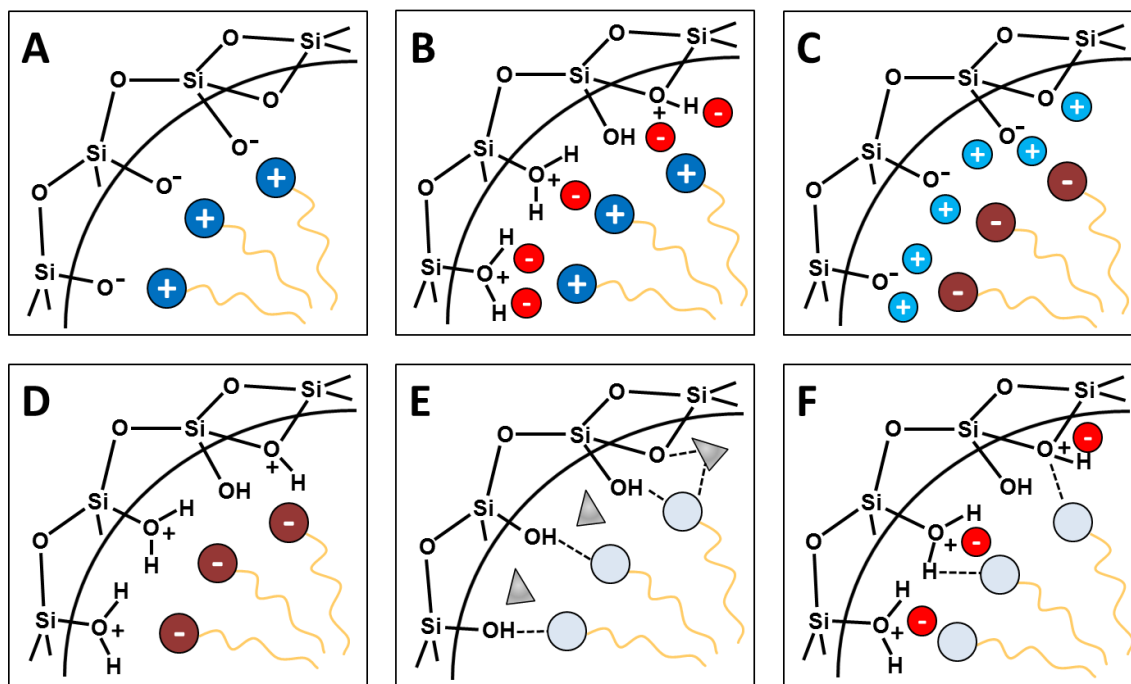 A
O Si
O Si O
O⁻
Si
O O⁻ +
+
Si O⁻ +
B
O Si
O Si O H -
+ -
OH
Si H
O O + +
H - +
H
Si O + -
+
H -
C
O Si
O Si O +
O⁻ +
Si + -
O O⁻
+ -
Si O⁻ +
-
+
D
O Si
O Si O
+ H
OH
Si H -
O O +
H -
H
Si O + -
H
E
O Si
O Si O
OH
Si
O OH
Si OH
F
O Si
O Si O + -
H
OH
Si H
O O + -
H
H
Si O + -
H